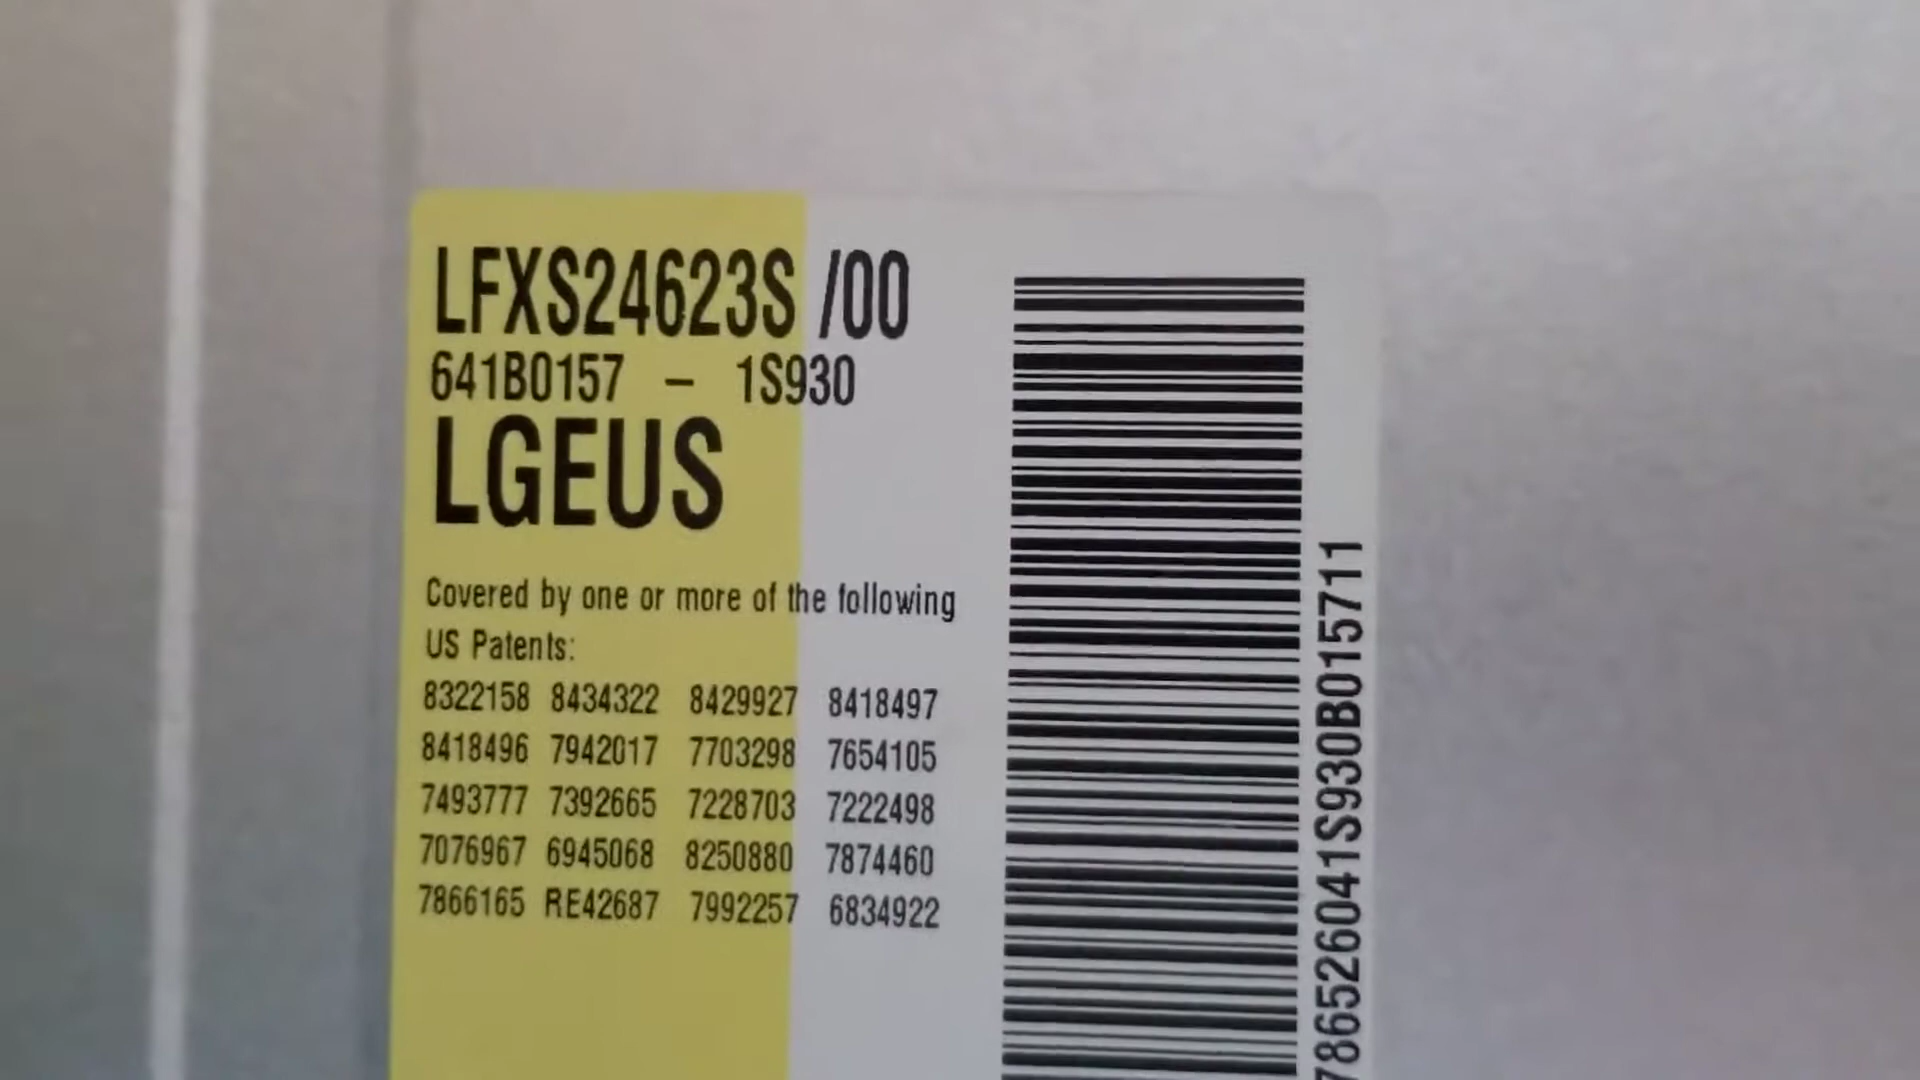 LFXS24623S /00
641B0157 – 1S930
LGEUS
Covered by one or more of the following
US Patents:
8322158 8434322 8429927 8418497
8418496 7942017 7703298 7654105
7493777 7392665 7228703 7222498
7076967 6945068 8250880 7874460
7866165 RE42687 7992257 6834922
786526041S930B015711